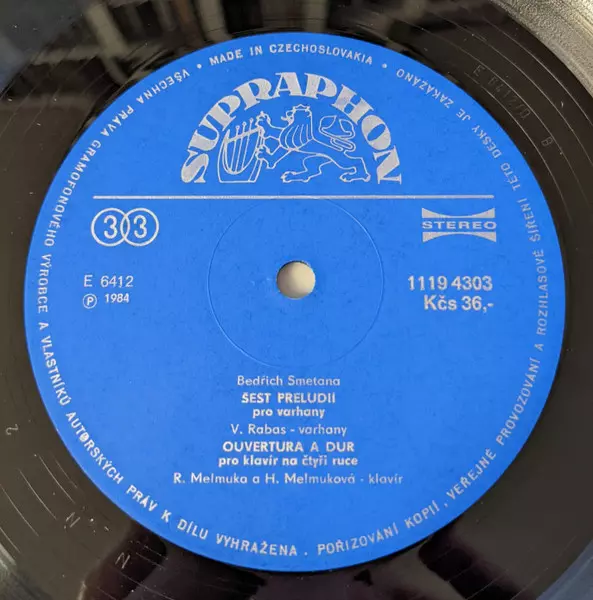 • MADE IN CZECHOSLOVAKIA •
VŠECHNA PRÁVA GRAMOFONOVÉHO VÝROBCE A VLASTNÍKŮ AUTORSKÝCH PRÁV K DÍLU VYHRAŽENA. POŘIZOVÁNÍ KOPIÍ, VEŘEJNÉ PROVOZOVÁNÍ A ROZHLASOVÉ ŠÍŘENÍ TÉTO DESKY JE ZAKÁZÁNO
SUPRAPHON
33
STEREO
E 6412
1119 4303
Ⓟ 1984
Kčs 36,-
Bedřich Smetana
ŠEST PRELUDIÍ
pro varhany
V. Rabas - varhany
OUVERTURA A DUR
pro klavír na čtyři ruce
R. Melmuka a H. Melmuková - klavír